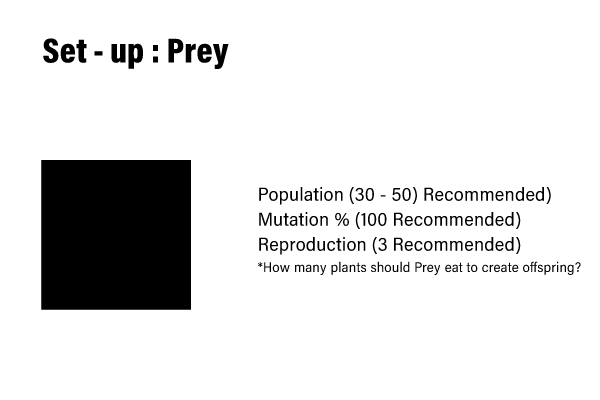 Set - up : Prey
Population (30 - 50) Recommended)
Mutation % (100 Recommended)
Reproduction (3 Recommended)
*How many plants should Prey eat to create offspring?